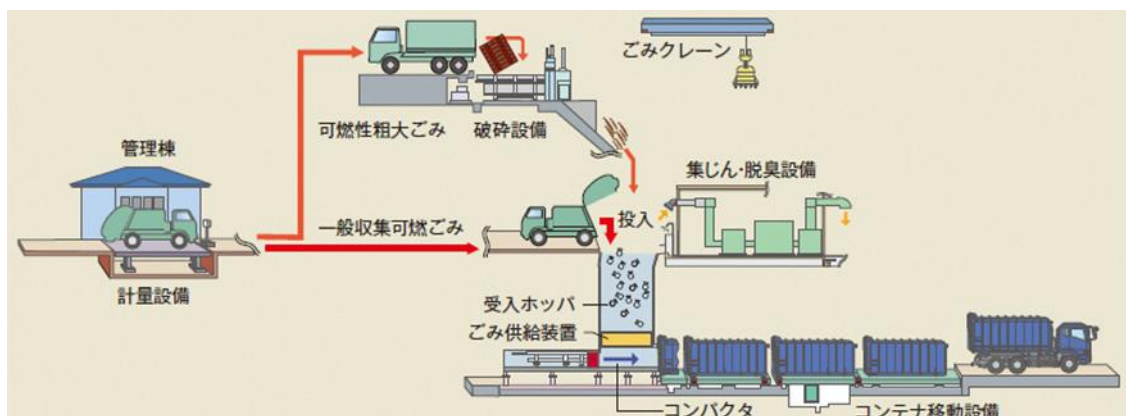 ごみクレーン
可燃性粗大ごみ
破砕設備
管理棟
集じん・脱臭設備
一般収集可燃ごみ
投入
計量設備
受入ホッパ
ごみ供給装置
コンパクタ
コンテナ移動設備